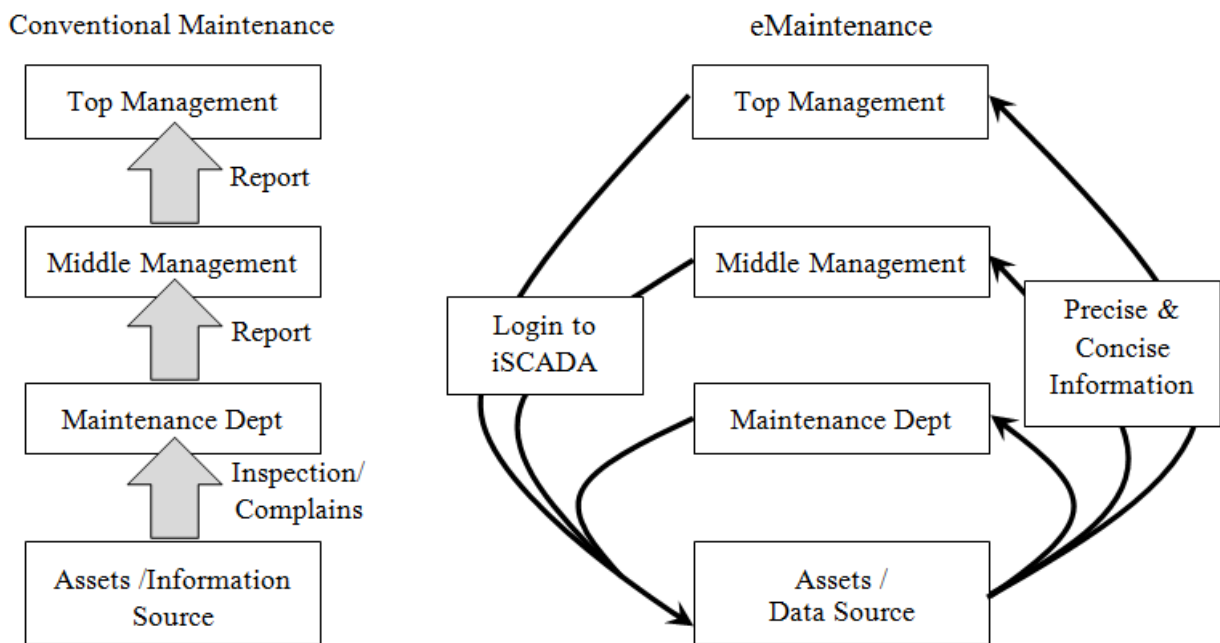 Conventional Maintenance
Top Management
Report
Middle Management
Report
Maintenance Dept
Inspection/
Complains
Assets /Information
Source
eMaintenance
Top Management
Middle Management
Login to
iSCADA
Precise &
Concise
Information
Maintenance Dept
Assets /
Data Source